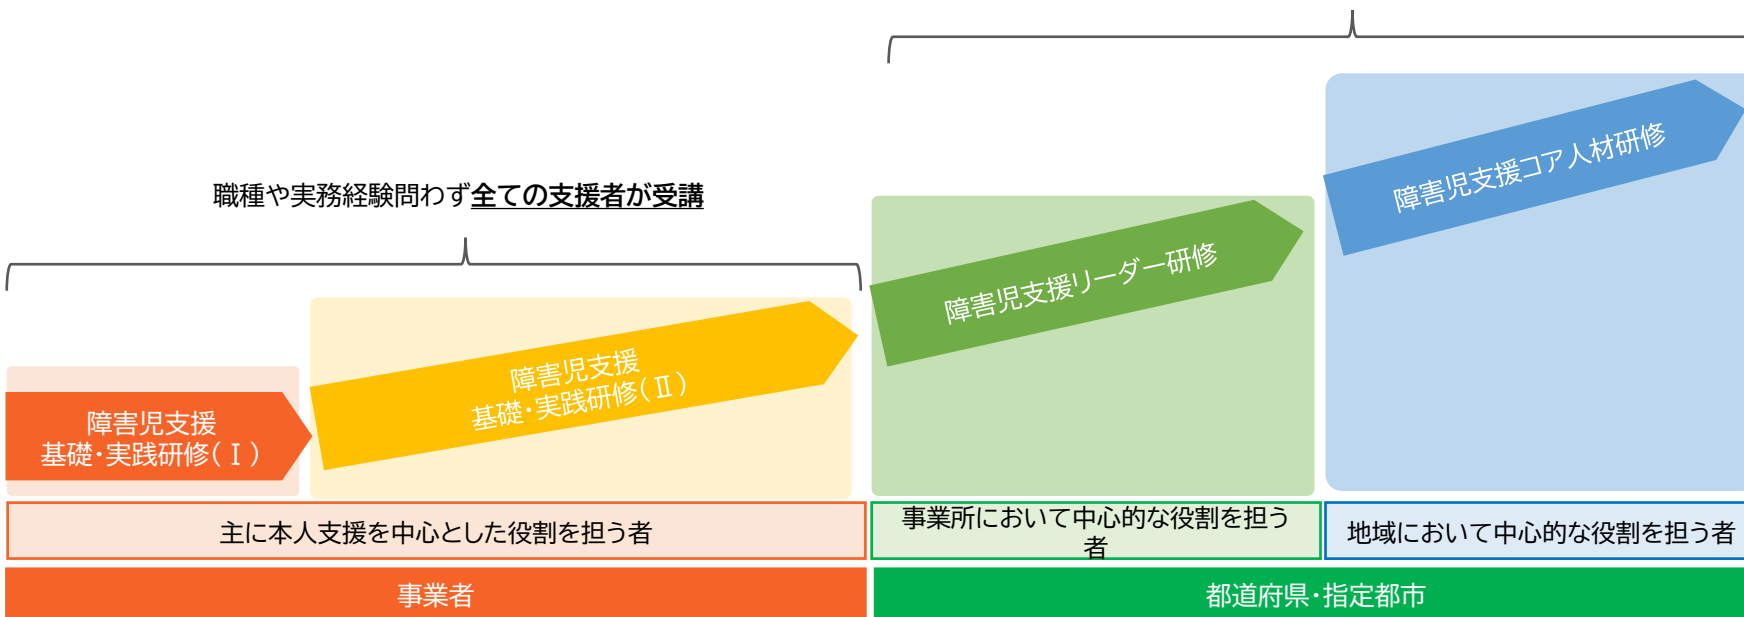 職種や実務経験問わず全ての支援者が受講
障害児支援
基礎・実践研修(Ⅰ)
障害児支援
基礎・実践研修(Ⅱ)
障害児支援リーダー研修
障害児支援コア人材研修
主に本人支援を中心とした役割を担う者
事業所において中心的な役割を担う
者
地域において中心的な役割を担う者
事業者
都道府県・指定都市